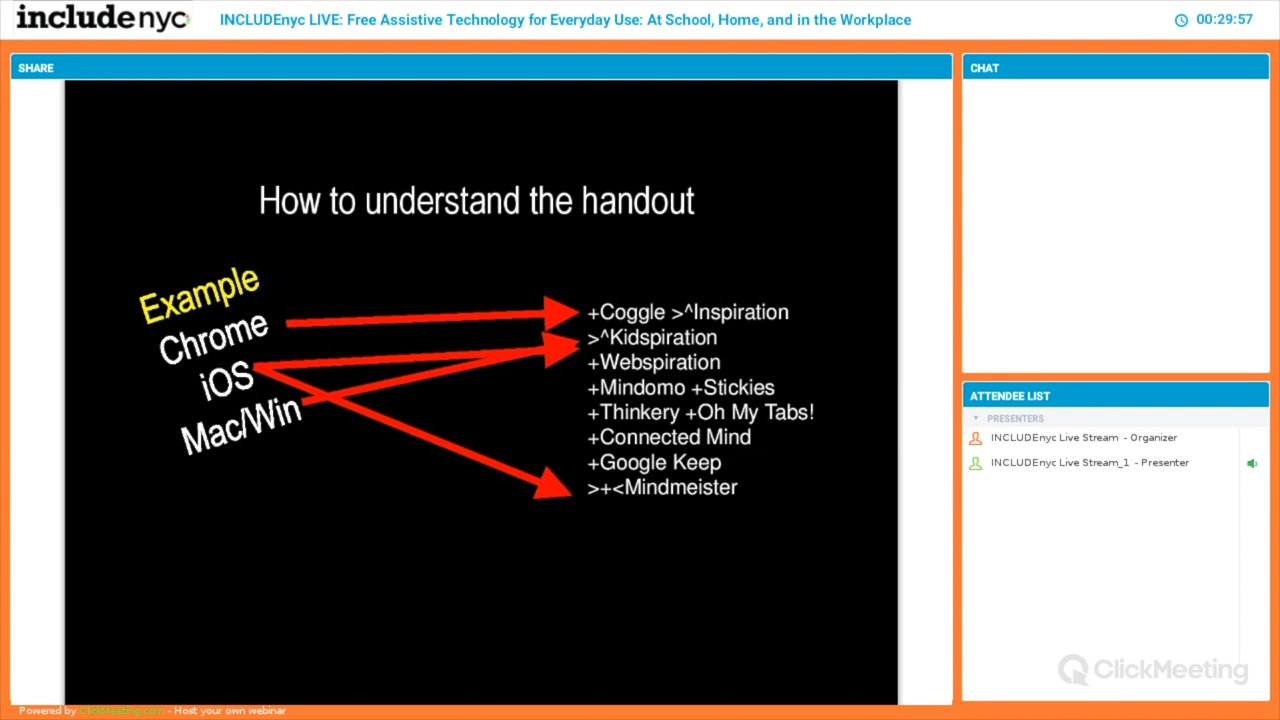 includenyc
INCLUDEnyc LIVE: Free Assistive Technology for Everyday Use: At School, Home, and in the Workplace
00:29:57
SHARE
How to understand the handout
Example
Chrome
iOS
Mac/Win
+Coggle >^Inspiration
>^Kidspiration
+Webspiration
+Mindomo +Stickies
+Thinkery +Oh My Tabs!
+Connected Mind
+Google Keep
>+<Mindmeister
CHAT
ATTENDEE LIST
PRESENTERS
INCLUDEnyc Live Stream - Organizer
INCLUDEnyc Live Stream_1 - Presenter
ClickMeeting
Powered by ClickMeeting.com - Host your own webinar